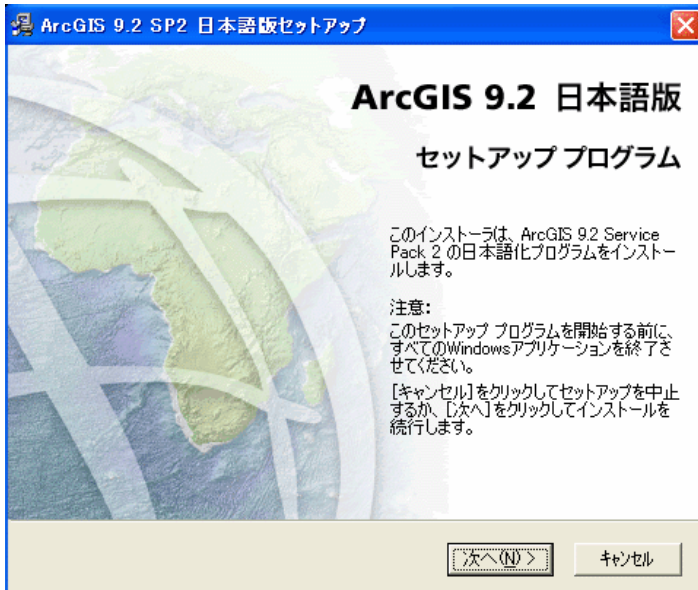 ArcGIS 9.2 SP2 日本語版セットアップ
ArcGIS 9.2 日本語版
セットアップ プログラム
このインストーラは、ArcGIS 9.2 Service
Pack 2 の日本語化プログラムをインストー
ルします。
注意:
このセットアップ プログラムを開始する前に、
すべてのWindowsアプリケーションを終了さ
せてください。
[キャンセル]をクリックしてセットアップを中止
するか、[次へ]をクリックしてインストールを
続行します。
次へ(N) >
キャンセル